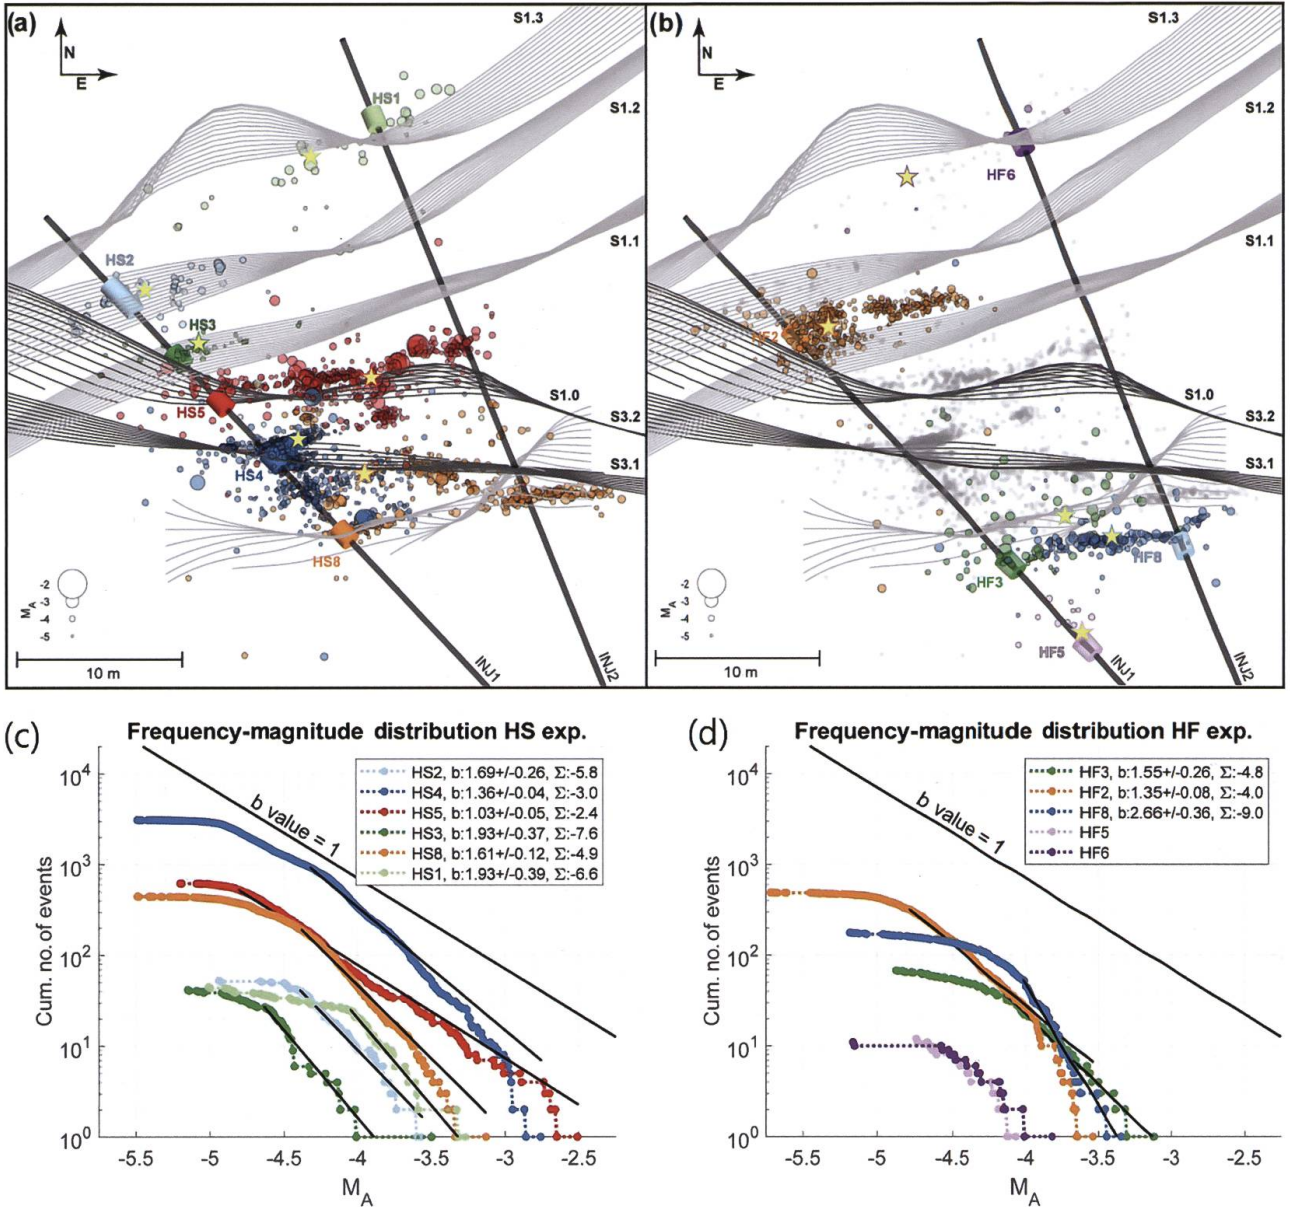 (a)
N
E
HS1
S1.3
S1.2
S1.1
HS2
HS3
HS5
HS4
HS8
S1.0
S3.2
S3.1
M_A
-2
-3
-4
-5
10 m
INJ1
INJ2
(b)
N
E
S1.3
S1.2
S1.1
HF6
HF2
S1.0
S3.2
S3.1
HF3
HF8
HF5
M_A
-2
-3
-4
-5
10 m
INJ1
INJ2
(c)
Frequency-magnitude distribution HS exp.
HS2, b:1.69+/-0.26, Σ:-5.8
HS4, b:1.36+/-0.04, Σ:-3.0
HS5, b:1.03+/-0.05, Σ:-2.4
HS3, b:1.93+/-0.37, Σ:-7.6
HS8, b:1.61+/-0.12, Σ:-4.9
HS1, b:1.93+/-0.39, Σ:-6.6
b value = 1
Cum. no. of events
10^4
10^3
10^2
10^1
10^0
-5.5 -5 -4.5 -4 -3.5 -3 -2.5
M_A
(d)
Frequency-magnitude distribution HF exp.
HF3, b:1.55+/-0.26, Σ:-4.8
HF2, b:1.35+/-0.08, Σ:-4.0
HF8, b:2.66+/-0.36, Σ:-9.0
HF5
HF6
b value = 1
Cum. no. of events
10^4
10^3
10^2
10^1
10^0
-5.5 -5 -4.5 -4 -3.5 -3 -2.5
M_A